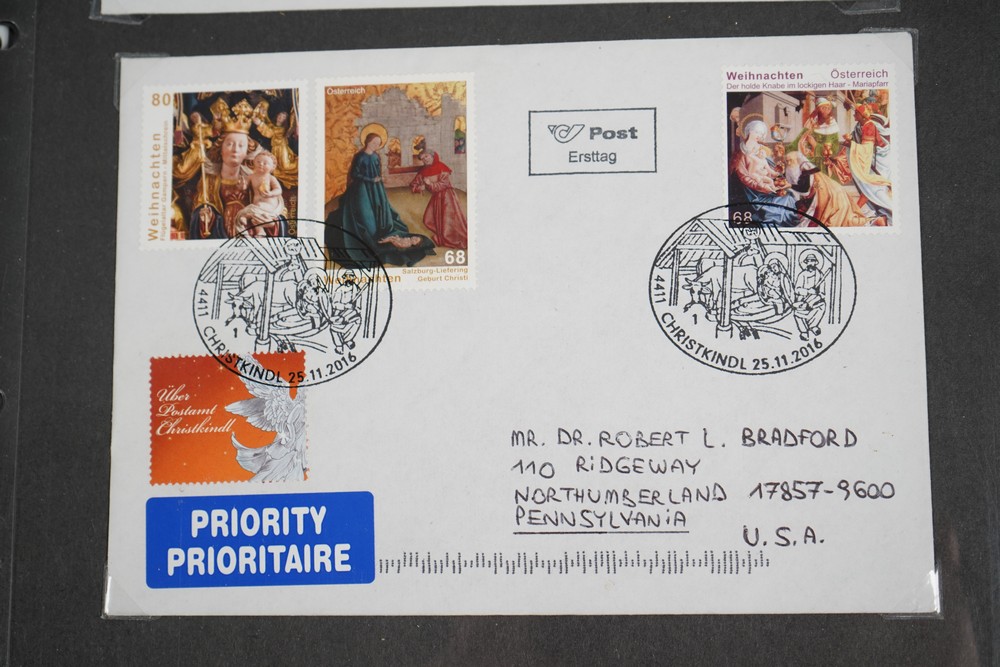 80
Weihnachten
Österreich
Österreich
68
Salzburg-Liefering
Weihnachten Geburt Christi
Post
Ersttag
Weihnachten Österreich
Der holde Knabe im lockigen Haar - Mariapfarr
68
1
4411 CHRISTKINDL 25.11.2016
1
4411 CHRISTKINDL 25.11.2016
Über
Postamt
Christkindl
MR. DR. ROBERT L. BRADFORD
110 RIDGEWAY
NORTHUMBERLAND 17857-9600
PENNSYLVANIA
U.S.A.
PRIORITY
PRIORITAIRE